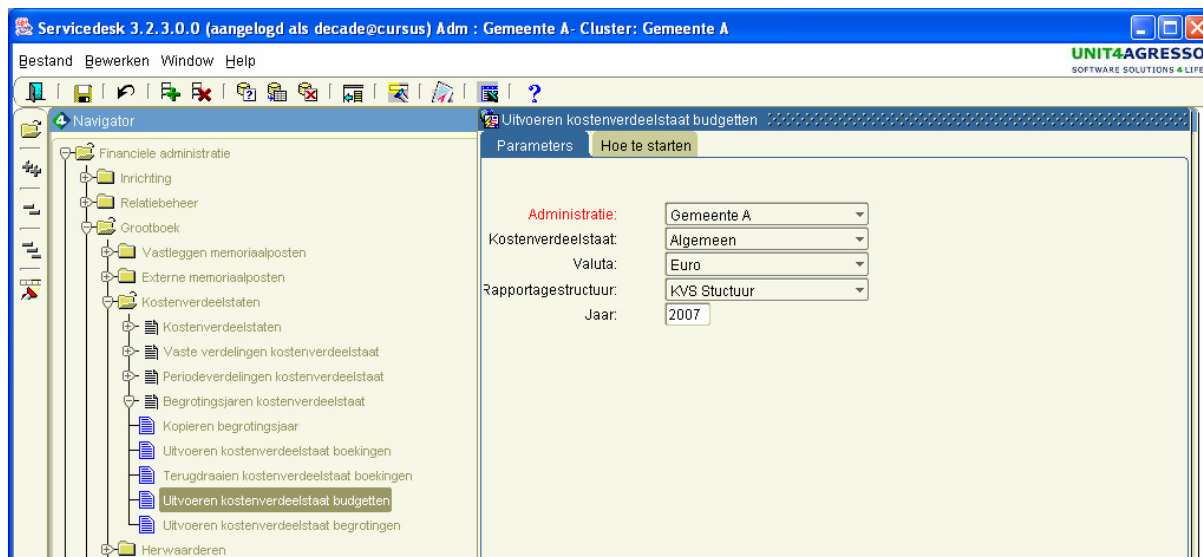 Servicedesk 3.2.3.0.0 (aangelogd als decade@cursus) Adm : Gemeente A- Cluster: Gemeente A
Bestand Bewerken Window Help
UNIT4AGRESSO
SOFTWARE SOLUTIONS 4 LIFE
Navigator
Financiele administratie
Inrichting
Relatiebeheer
Grootboek
Vastleggen memoriaalposten
Externe memoriaalposten
Kostenverdeelstaten
Kostenverdeelstaten
Vaste verdelingen kostenverdeelstaat
Periodeverdelingen kostenverdeelstaat
Begrotingsjaren kostenverdeelstaat
Kopieren begrotingsjaar
Uitvoeren kostenverdeelstaat boekingen
Terugdraaien kostenverdeelstaat boekingen
Uitvoeren kostenverdeelstaat budgetten
Uitvoeren kostenverdeelstaat begrotingen
Herwaarderen
Uitvoeren kostenverdeelstaat budgetten
Parameters Hoe te starten
Administratie: Gemeente A
Kostenverdeelstaat: Algemeen
Valuta: Euro
Rapportagestructuur: KVS Stuctuur
Jaar: 2007